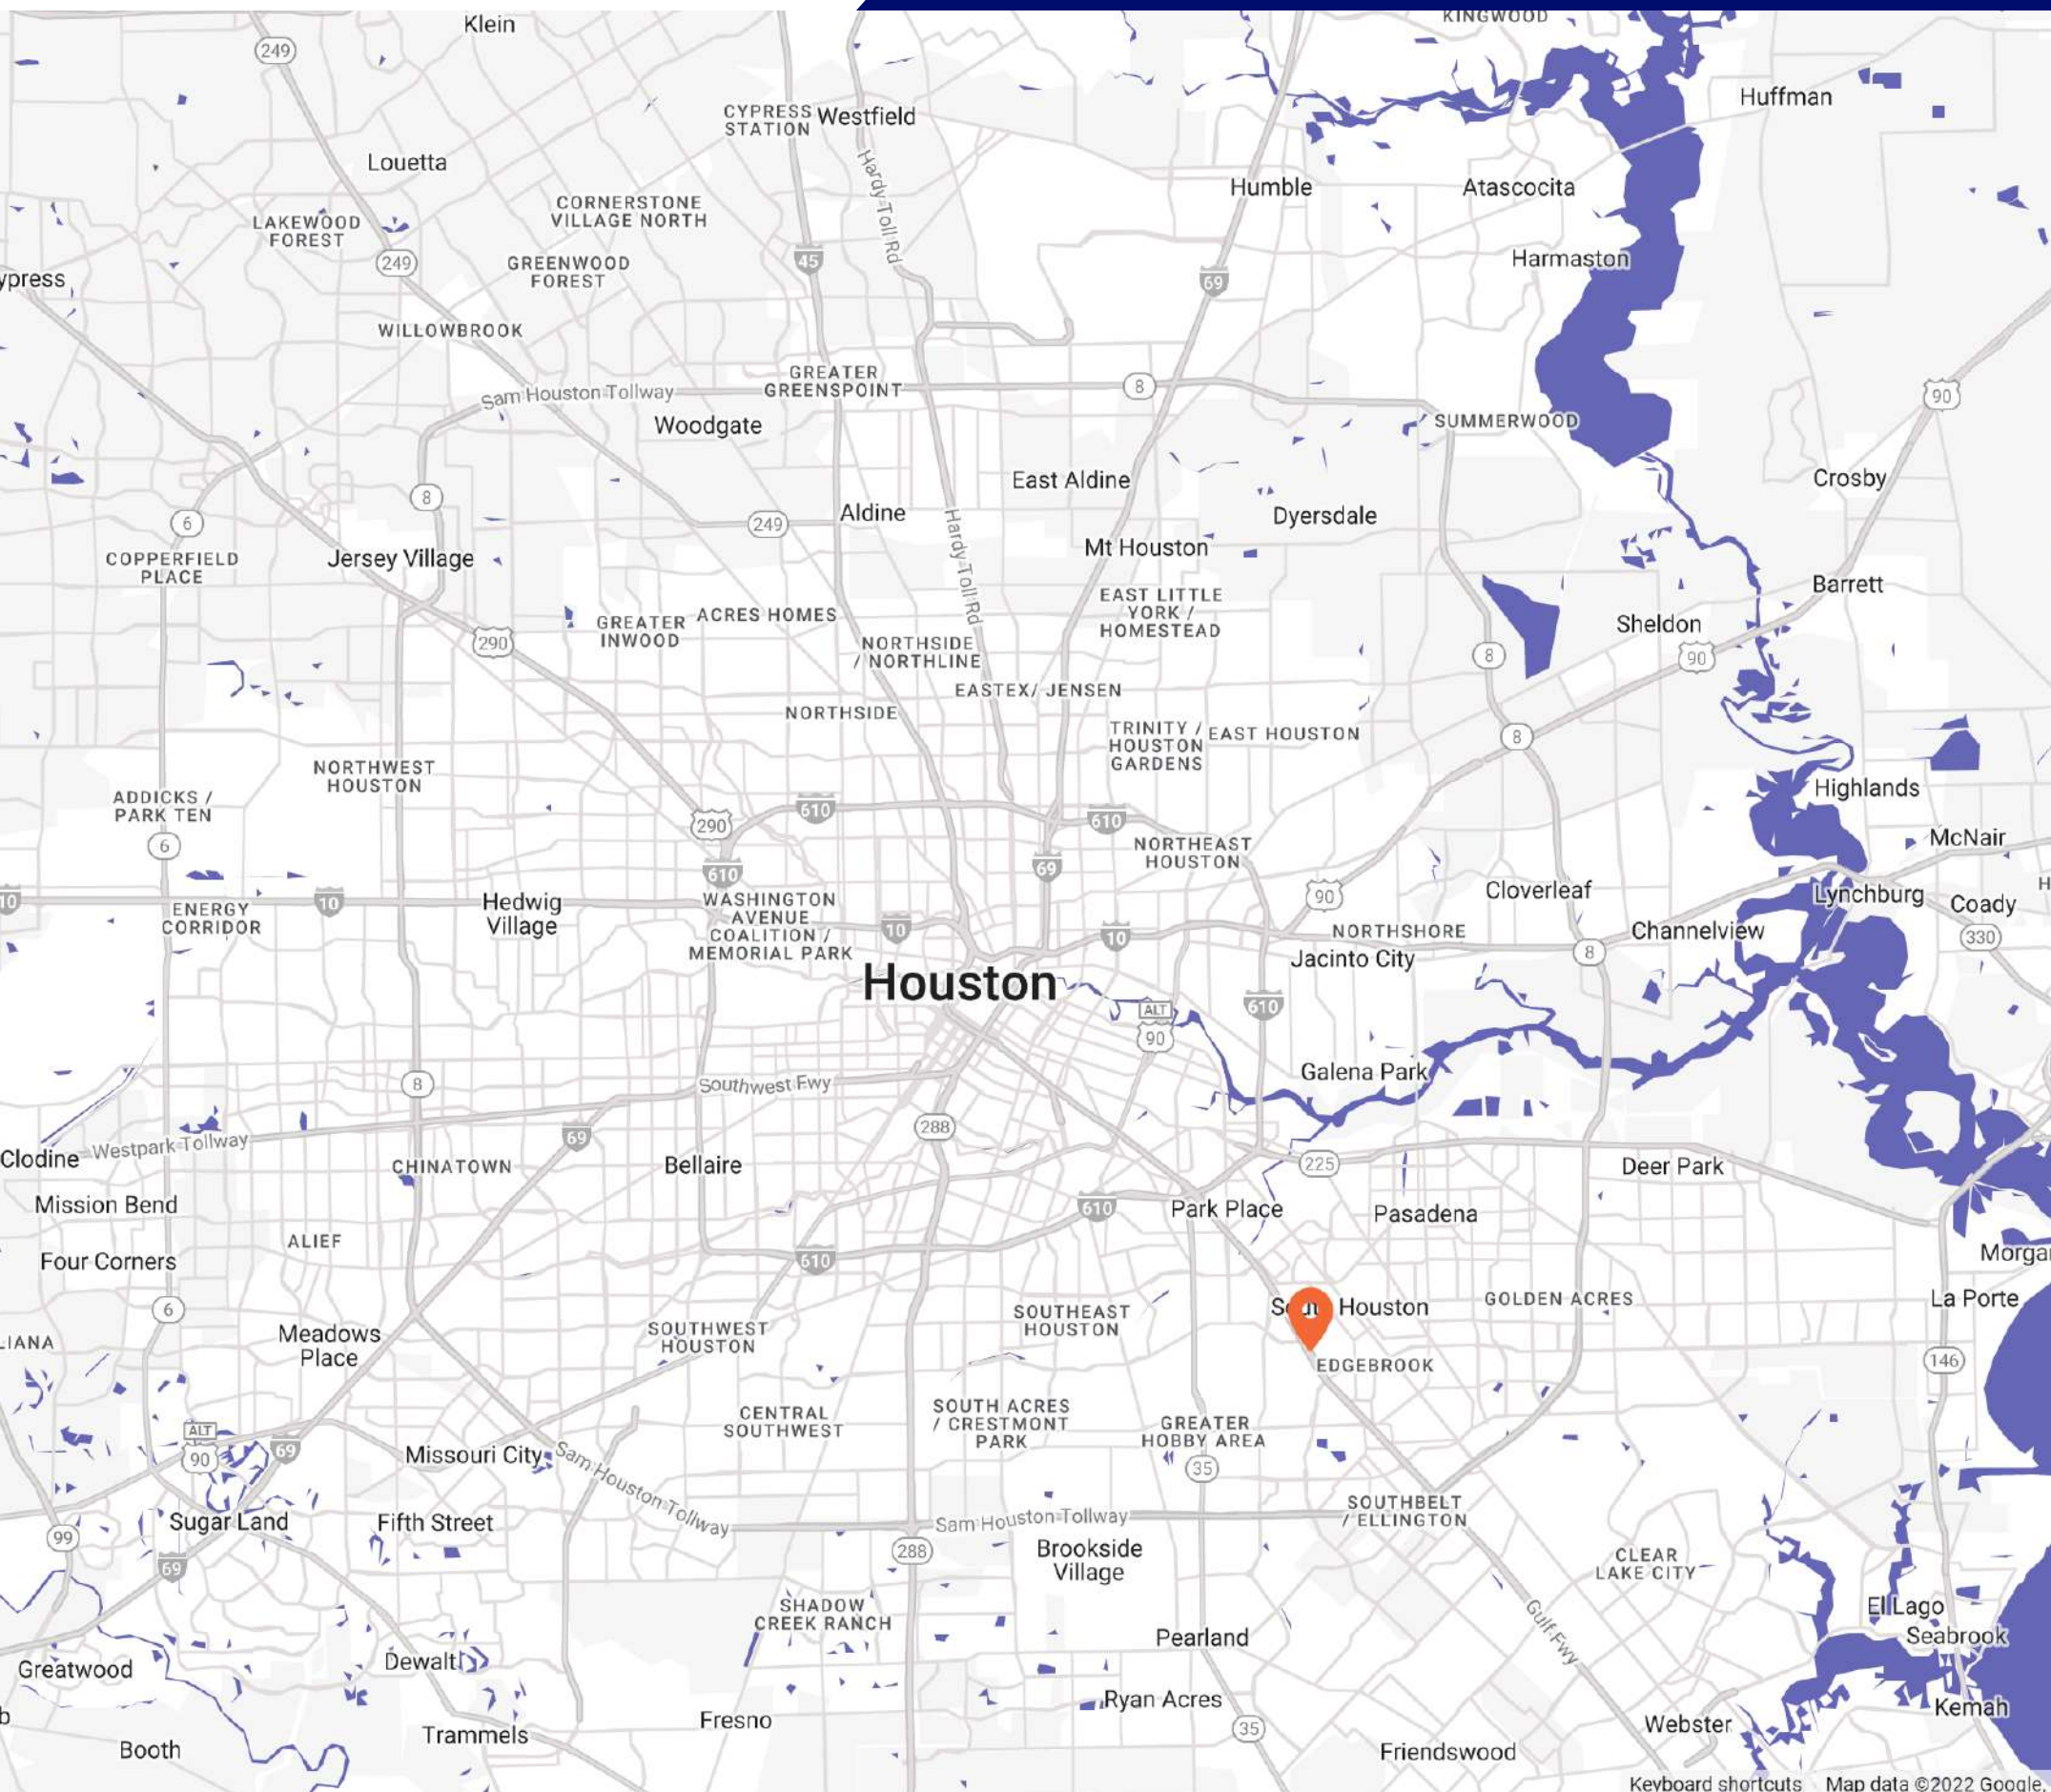 KINGWOOD
Klein
249
Huffman
CYPRESS
STATION
Westfield
Hardy Toll Rd
Louetta
Humble
Atascocita
CORNERSTONE
VILLAGE NORTH
LAKEWOOD
FOREST
249
GREENWOOD
FOREST
45
69
Harmaston
ypress
WILLOWBROOK
GREATER
GREENSPOINT
Sam Houston Tollway
8
90
Woodgate
SUMMERWOOD
East Aldine
Crosby
8
6
249
Aldine
Dyersdale
Hardy Toll Rd
COPPERFIELD
PLACE
Jersey Village
Mt Houston
Barrett
EAST LITTLE
YORK /
HOMESTEAD
GREATER
INWOOD
ACRES HOMES
Sheldon
290
NORTHSIDE
/ NORTHLINE
8
90
EASTEX/ JENSEN
NORTHSIDE
TRINITY /
HOUSTON
GARDENS
EAST HOUSTON
8
NORTHWEST
HOUSTON
ADDICKS /
PARK TEN
Highlands
610
290
610
McNair
6
NORTHEAST
HOUSTON
610
69
10
10
Hedwig
Village
WASHINGTON
AVENUE
COALITION /
MEMORIAL PARK
90
Cloverleaf
Lynchburg
Coady
H
ENERGY
CORRIDOR
10
10
NORTHSHORE
Channelview
330
8
Jacinto City
Houston
610
ALT
90
Galena Park
8
Southwest Fwy
Westpark Tollway
69
288
Clodine
CHINATOWN
Bellaire
225
Deer Park
Mission Bend
610
Park Place
Pasadena
ALIEF
Four Corners
610
Morga
6
Sout Houston
GOLDEN ACRES
La Porte
LIANA
Meadows
Place
SOUTHWEST
HOUSTON
SOUTHEAST
HOUSTON
EDGEBROOK
146
CENTRAL
SOUTHWEST
SOUTH ACRES
/ CRESTMONT
PARK
GREATER
HOBBY AREA
ALT
90
69
Missouri City
35
Sam Houston Tollway
Sugar Land
Fifth Street
Sam Houston Tollway
SOUTHBELT
/ ELLINGTON
99
69
288
Brookside
Village
CLEAR
LAKE CITY
SHADOW
CREEK RANCH
Gulf Fwy
El Lago
Pearland
Seabrook
Greatwood
Dewalt
Ryan Acres
Kemah
b
Fresno
35
Webster
Trammels
Booth
Friendswood
Keyboard shortcuts Map data ©2022 Google,